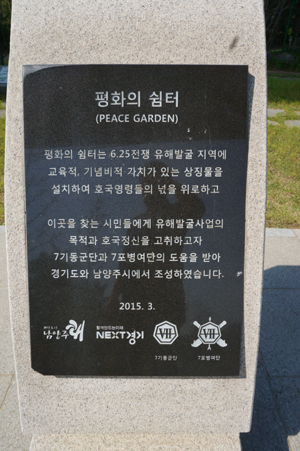 평화의 쉼터
(PEACE GARDEN)
평화의 쉼터는 6.25전쟁 유해발굴 지역에
교육적, 기념비적 가치가 있는 상징물을
설치하여 호국영령들의 넋을 위로하고
이곳을 찾는 시민들에게 유해발굴사업의
목적과 호국정신을 고취하고자
7기동군단과 7포병여단의 도움을 받아
경기도와 남양주시에서 조성하였습니다.
2015. 3.
남양주
NEXT경기
VII
VII
7기동군단
7포병여단